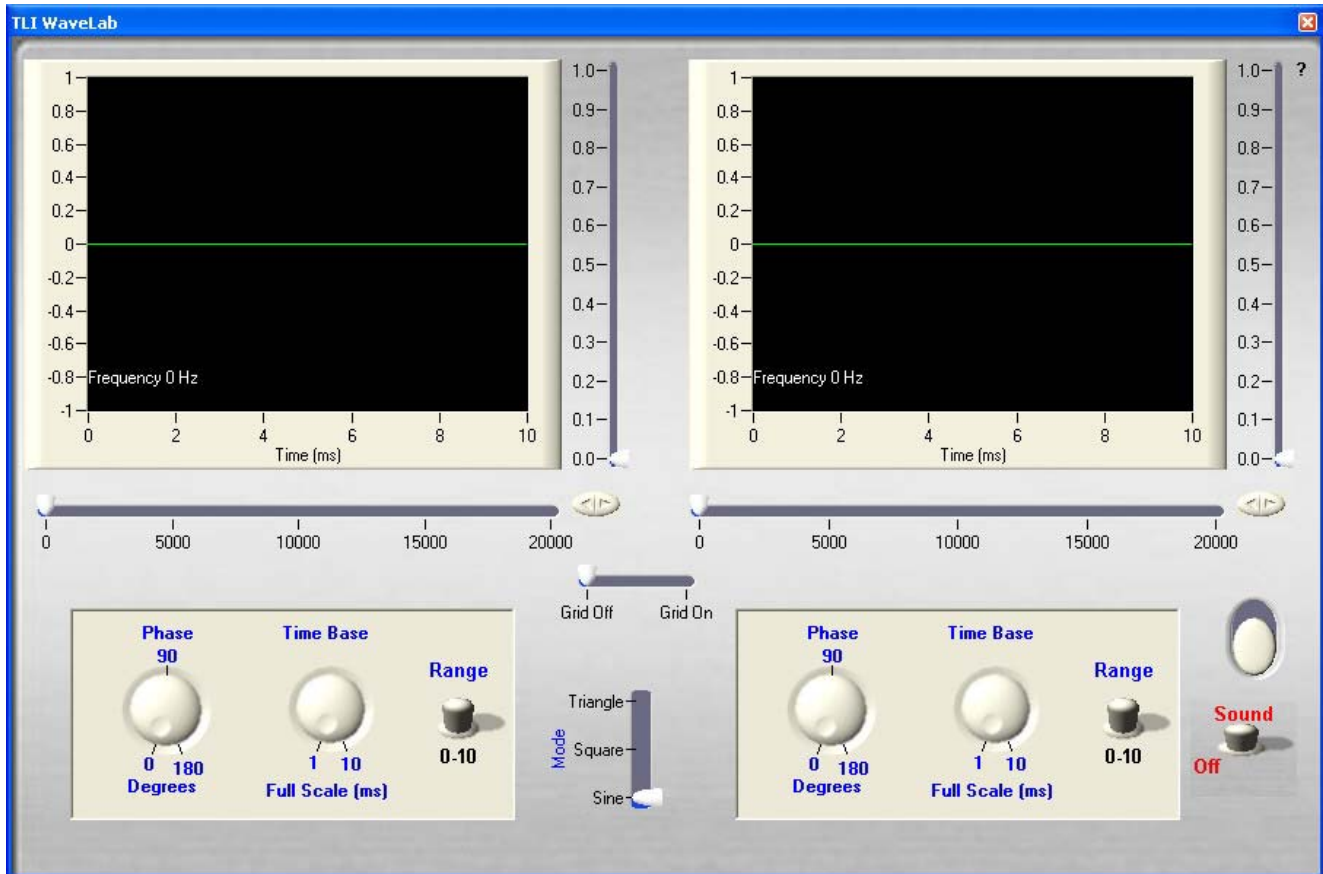 TLI WaveLab
1
0.8
0.6
0.4
0.2
0
-0.2
-0.4
-0.6
-0.8
-1
Frequency 0 Hz
0 2 4 6 8 10
Time (ms)
1.0
0.9
0.8
0.7
0.6
0.5
0.4
0.3
0.2
0.1
0.0
1
0.8
0.6
0.4
0.2
0
-0.2
-0.4
-0.6
-0.8
-1
Frequency 0 Hz
0 2 4 6 8 10
Time (ms)
1.0
0.9
0.8
0.7
0.6
0.5
0.4
0.3
0.2
0.1
0.0
?
0 5000 10000 15000 20000
0 5000 10000 15000 20000
Grid Off Grid On
Phase
90
0 180
Degrees
Time Base
1 10
Full Scale (ms)
Range
0-10
Mode
Triangle
Square
Sine
Phase
90
0 180
Degrees
Time Base
1 10
Full Scale (ms)
Range
0-10
Sound
Off